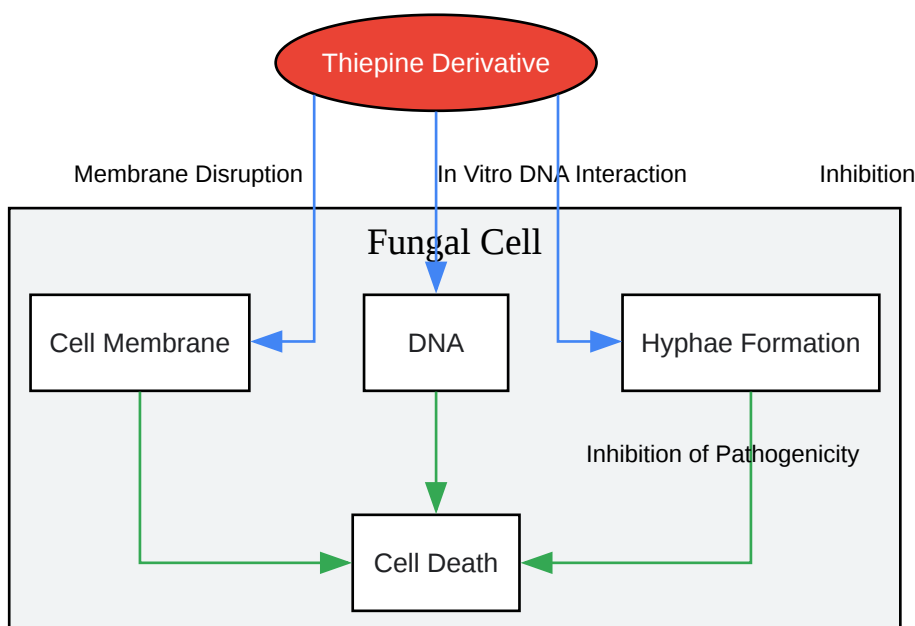 Thiepine Derivative
Membrane Disruption
In Vitro DNA Interaction
Inhibition
Fungal Cell
Cell Membrane
DNA
Hyphae Formation
Inhibition of Pathogenicity
Cell Death